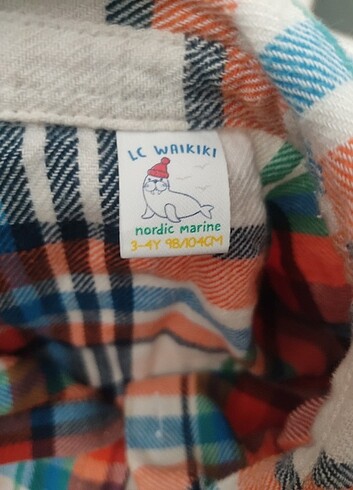 LC WAIKIKI
nordic marine
3-4Y 98/104CM